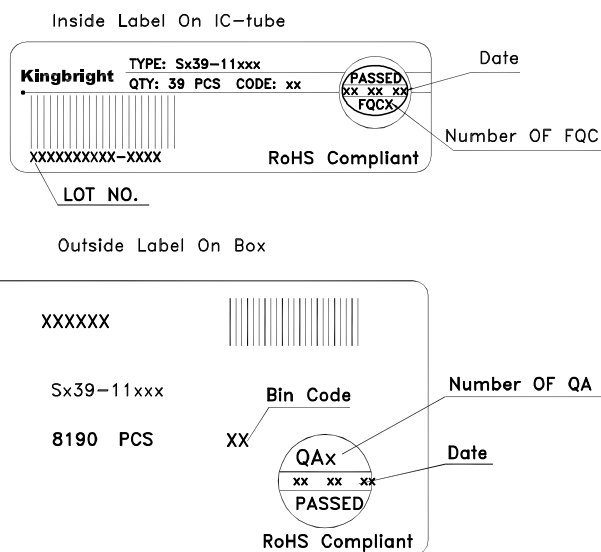 Inside Label On IC-tube
Kingbright
TYPE: Sx39-11xxx
QTY: 39 PCS CODE: xx
PASSED
xx xx xx
FQCX
Date
Number OF FQC
XXXXXXXXXX-XXXX
RoHS Compliant
LOT NO.
Outside Label On Box
XXXXXX
Sx39-11xxx
Bin Code
Number OF QA
8190 PCS
XX
QAx
Date
xx xx xx
PASSED
RoHS Compliant